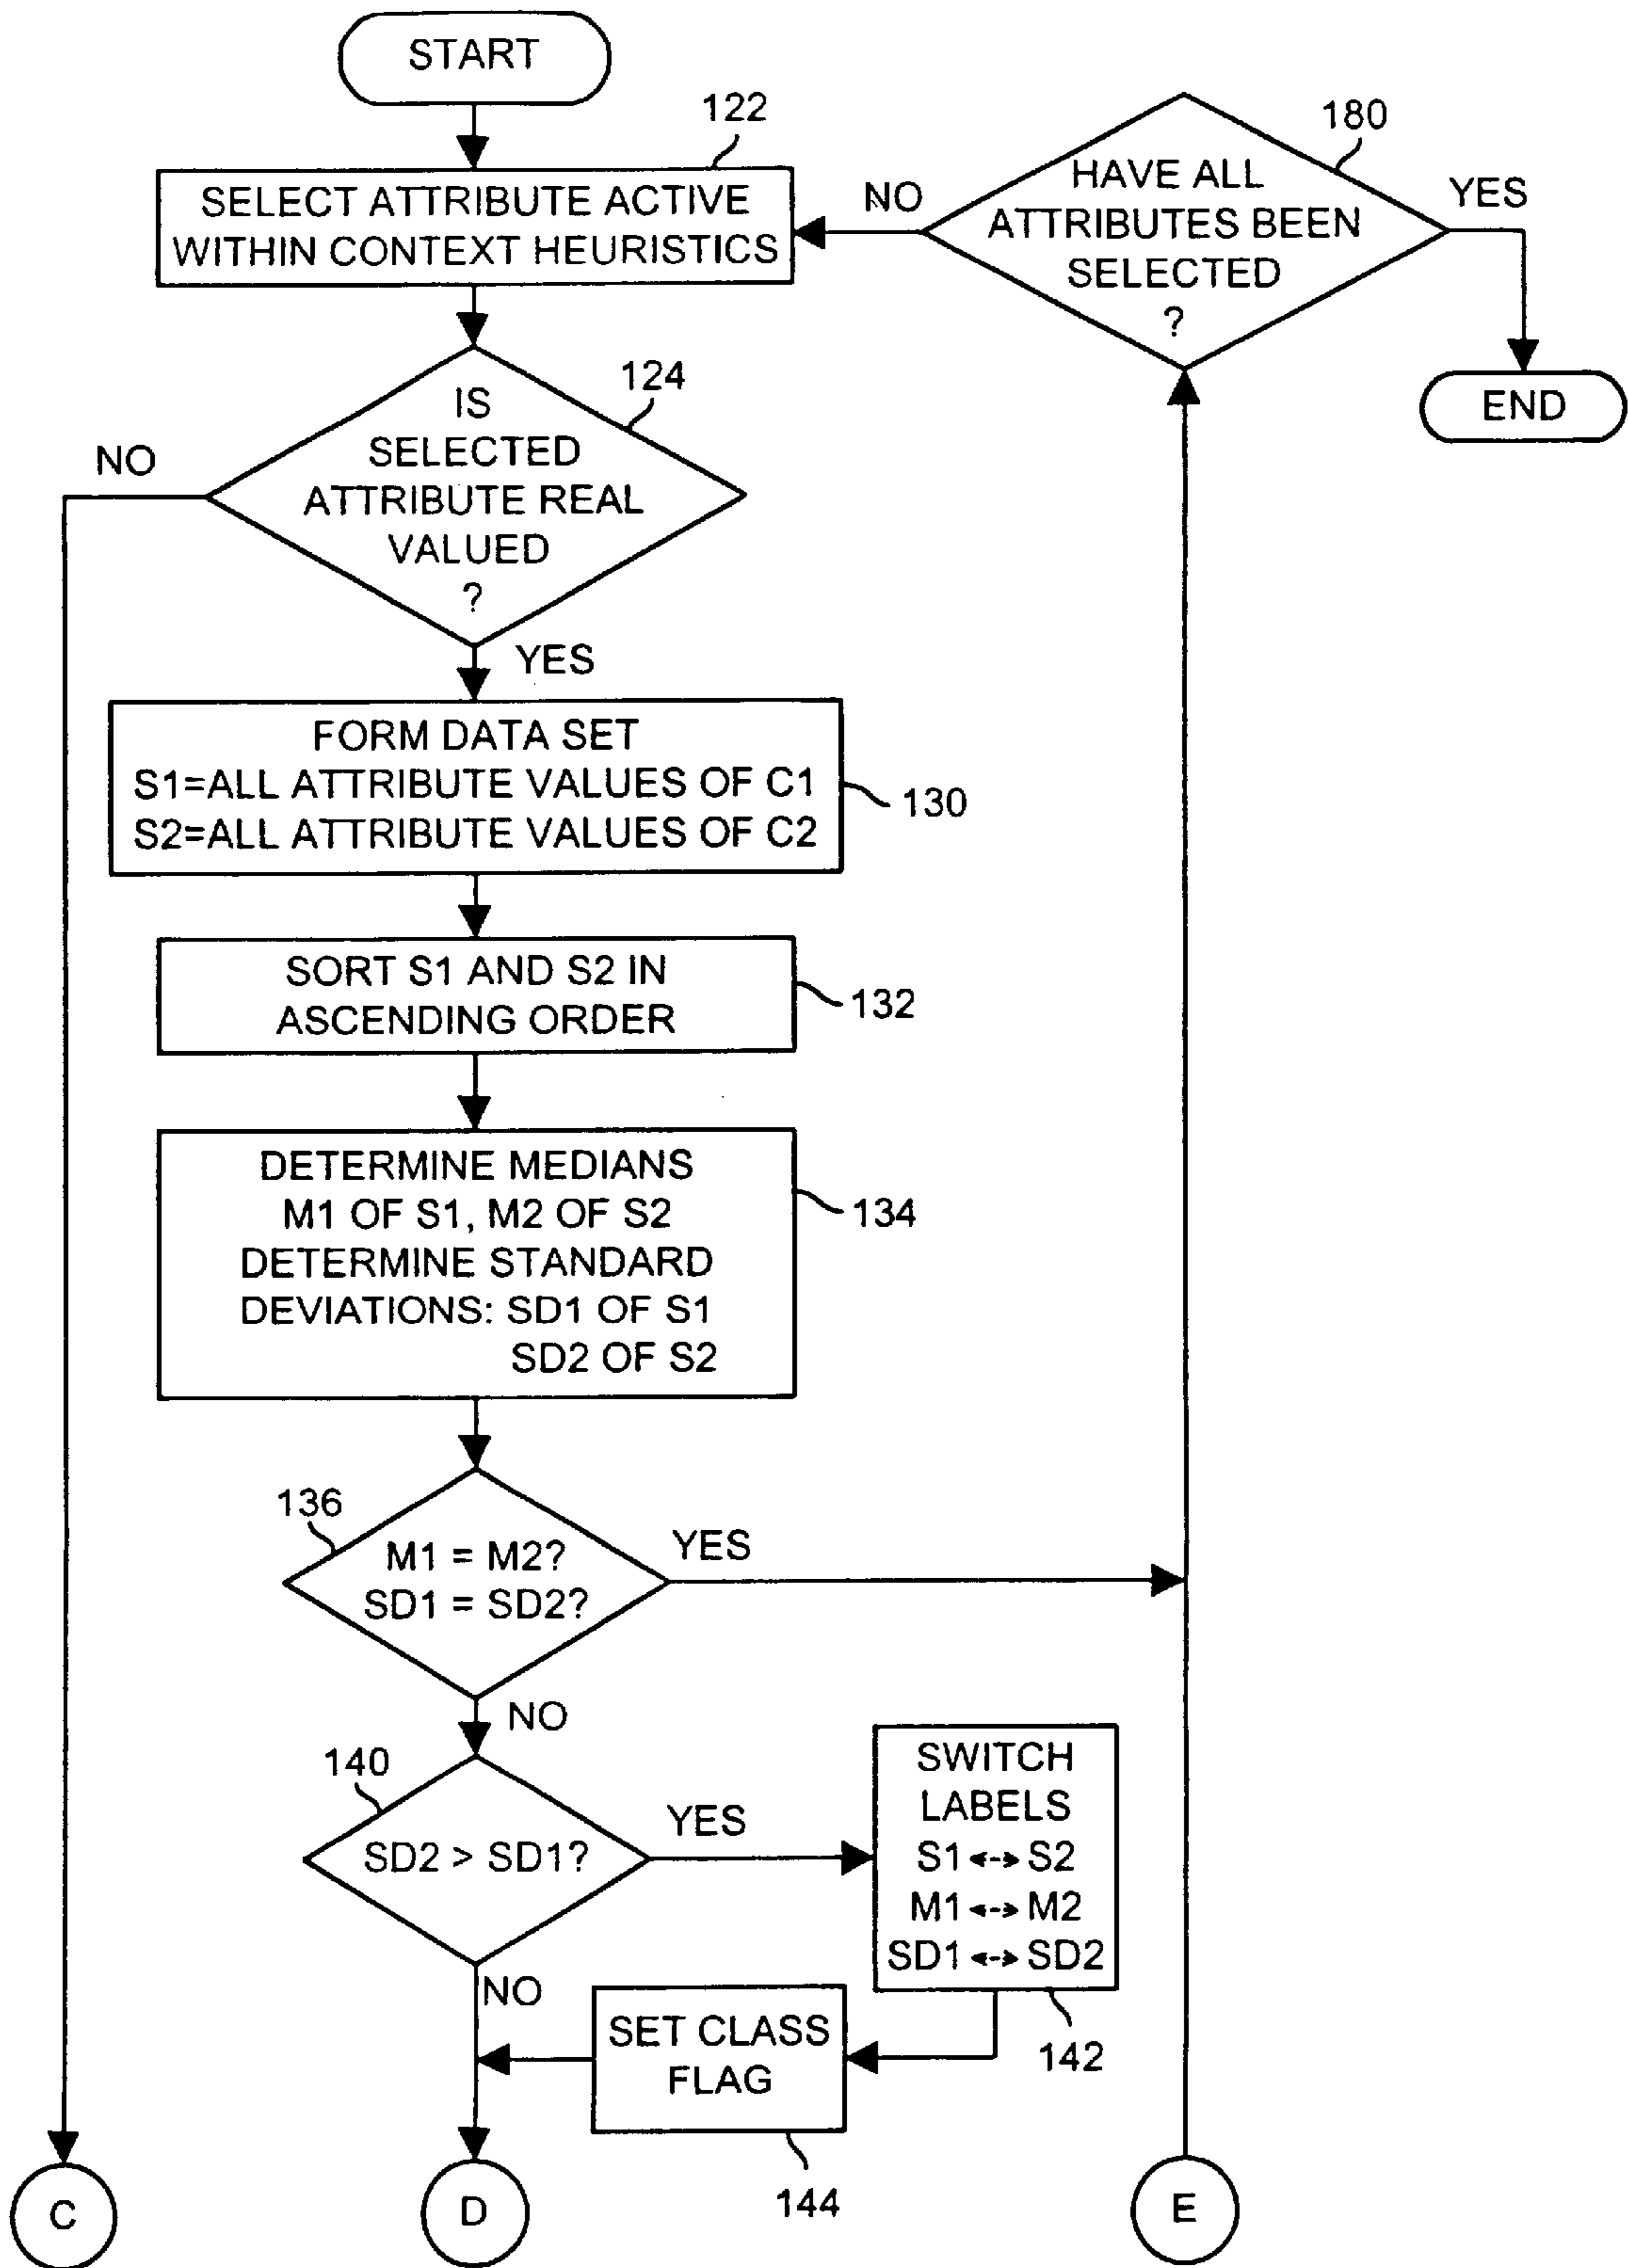 START
122
SELECT ATTRIBUTE ACTIVE
WITHIN CONTEXT HEURISTICS
NO
180
HAVE ALL
ATTRIBUTES BEEN
SELECTED
?
YES
END
124
IS
SELECTED
ATTRIBUTE REAL
VALUED
?
NO
YES
FORM DATA SET
S1=ALL ATTRIBUTE VALUES OF C1
S2=ALL ATTRIBUTE VALUES OF C2
130
SORT S1 AND S2 IN
ASCENDING ORDER
132
DETERMINE MEDIANS
M1 OF S1, M2 OF S2
DETERMINE STANDARD
DEVIATIONS: SD1 OF S1
SD2 OF S2
134
136
M1 = M2?
SD1 = SD2?
YES
NO
140
SD2 > SD1?
YES
SWITCH
LABELS
S1<->S2
M1<->M2
SD1<->SD2
142
NO
SET CLASS
FLAG
144
C
D
E